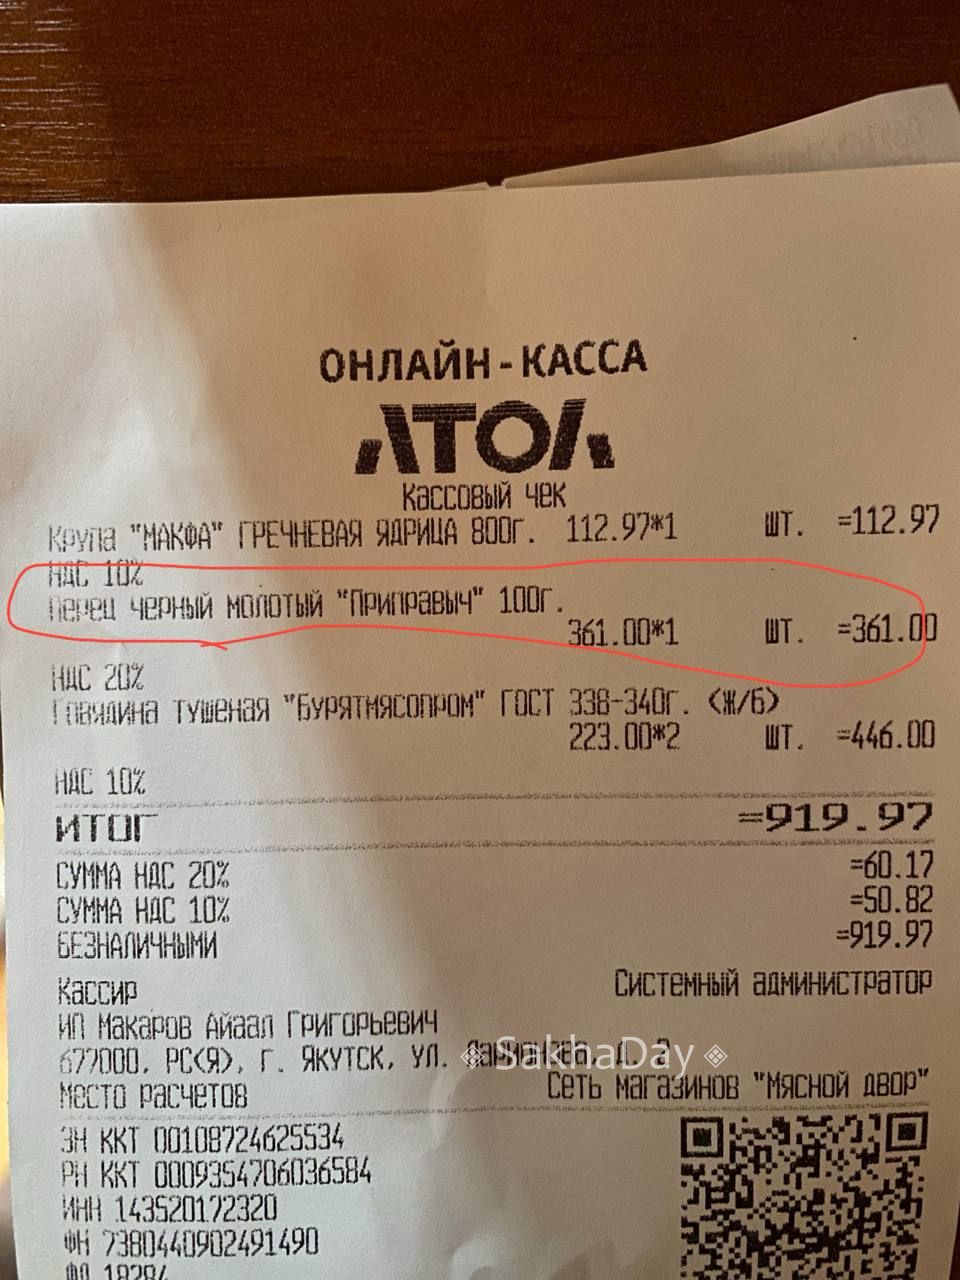 ОНЛАЙН-КАССА
АТОЛ
Кассовый чек
Крупа "МАКФА" ГРЕЧНЕВАЯ ЯДРИЦА 800г. 112.97*1 ШТ. =112.97
НДС 10%
Перец черный молотый "Приправыч" 100г.
361.00*1 ШТ. =361.00
НДС 20%
Говядина тушеная "Бурятмясопром" ГОСТ 338-340г. (Ж/Б)
223.00*2 ШТ. =446.00
НДС 10%
ИТОГ =919.97
СУММА НДС 20% =60.17
СУММА НДС 10% =50.82
БЕЗНАЛИЧНЫМИ =919.97
Кассир Системный администратор
ИП Макаров Айаал Григорьевич
677000, РС(Я), Г. ЯКУТСК, УЛ.
SakhaDay
Место расчетов Сеть магазинов "Мясной двор"
ЗН ККТ 00108724625534
РН ККТ 0009354706036584
ИНН 143520172320
ФН 7380440902491490
ФД 18284